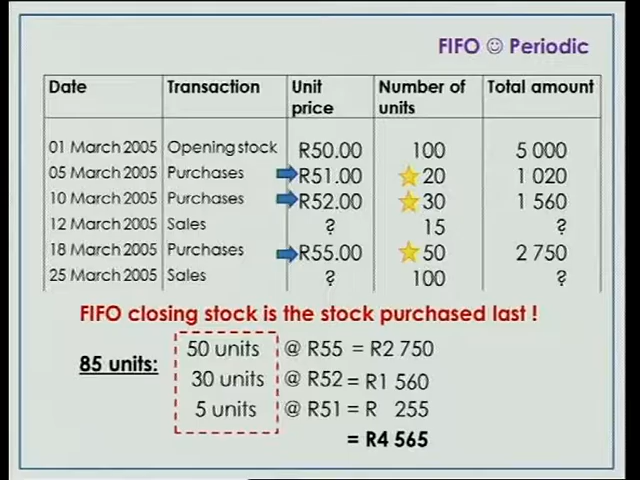 FIFO ☺ Periodic
Date Transaction Unit price Number of units Total amount
01 March 2005 Opening stock R50.00 100 5 000
05 March 2005 Purchases R51.00 20 1 020
10 March 2005 Purchases R52.00 30 1 560
12 March 2005 Sales ? 15 ?
18 March 2005 Purchases R55.00 50 2 750
25 March 2005 Sales ? 100 ?
FIFO closing stock is the stock purchased last !
85 units: 50 units @ R55 = R2 750
30 units @ R52 = R1 560
5 units @ R51 = R 255
= R4 565